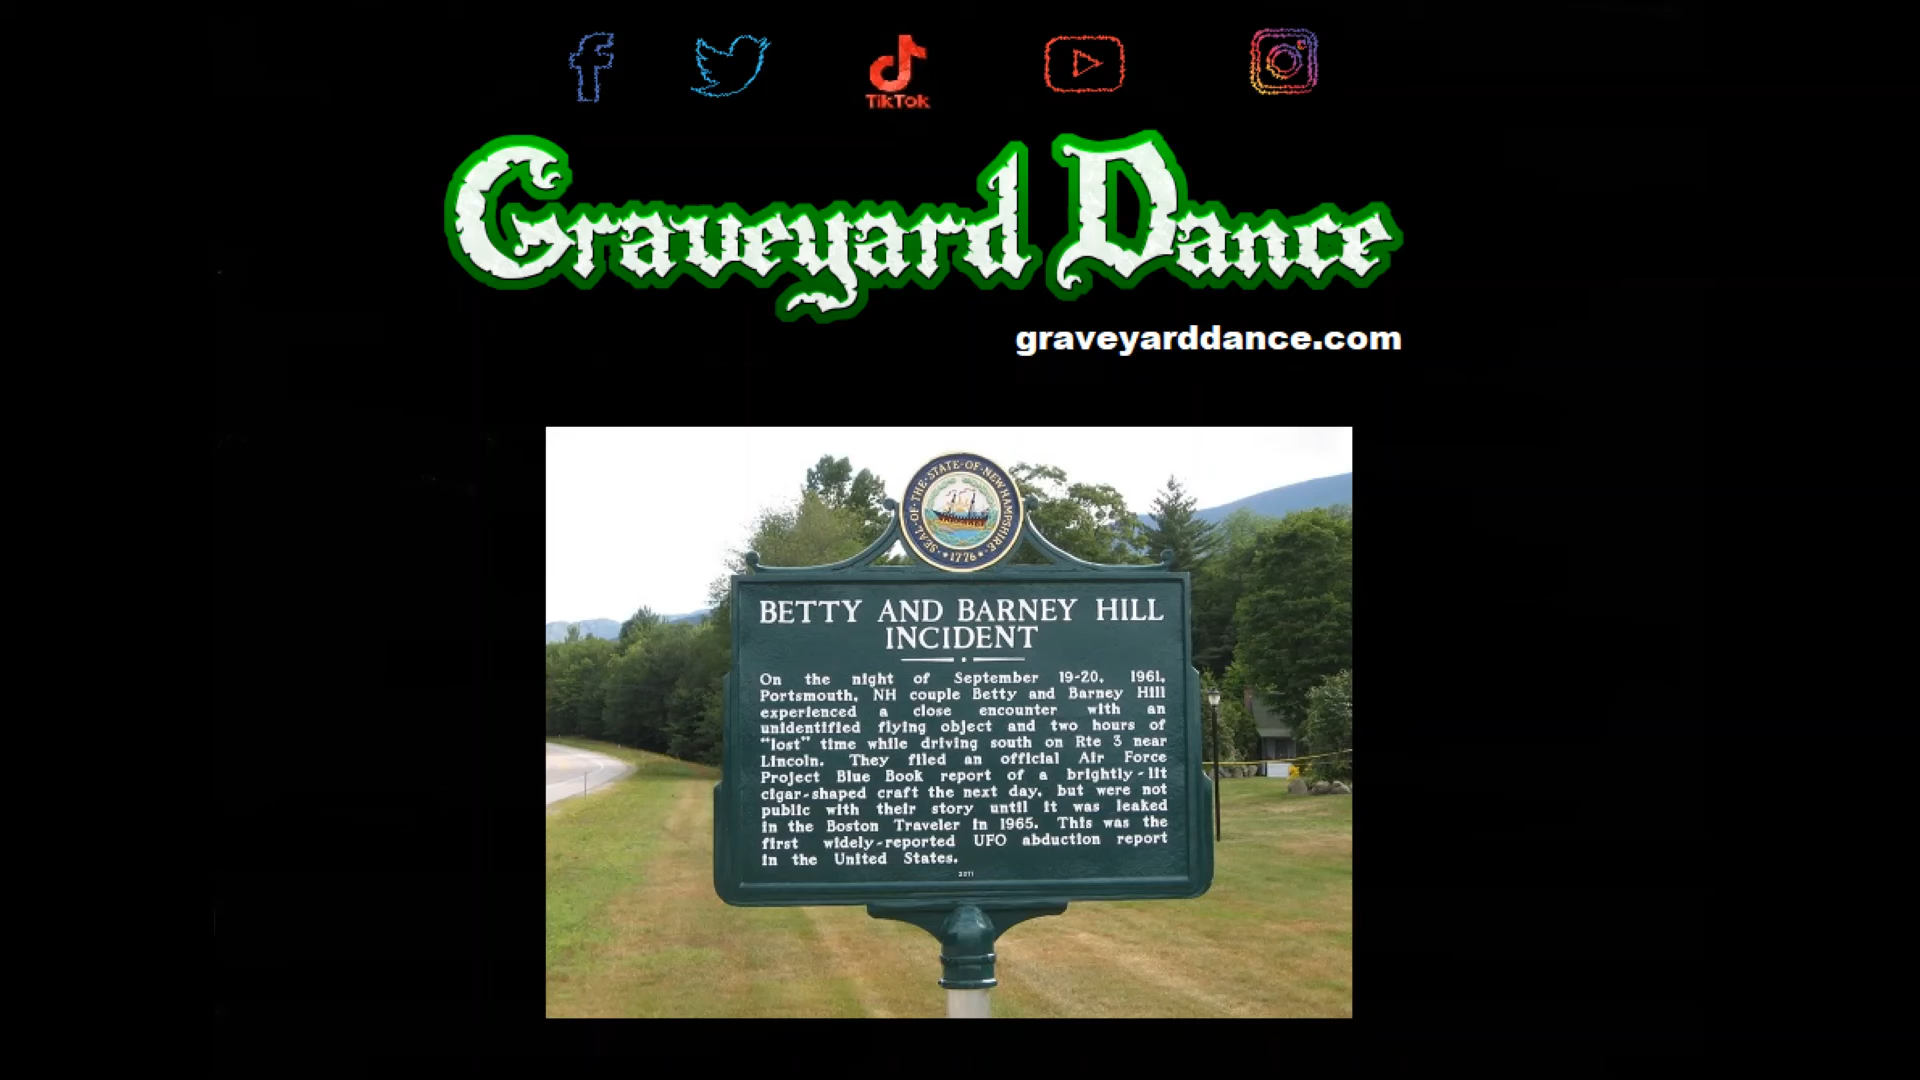 TikTok
Graveyard Dance
graveyarddance.com
SEAL·OF·THE·STATE·OF·NEW HAMPSHIRE·
★1776★
BETTY AND BARNEY HILL
INCIDENT
On the night of September 19-20, 1961,
Portsmouth, NH couple Betty and Barney Hill
experienced a close encounter with an
unidentified flying object and two hours of
"lost" time while driving south on Rte 3 near
Lincoln. They filed an official Air Force
Project Blue Book report of a brightly-lit
cigar-shaped craft the next day, but were not
public with their story until it was leaked
in the Boston Traveler in 1965. This was the
first widely-reported UFO abduction report
in the United States.
2011